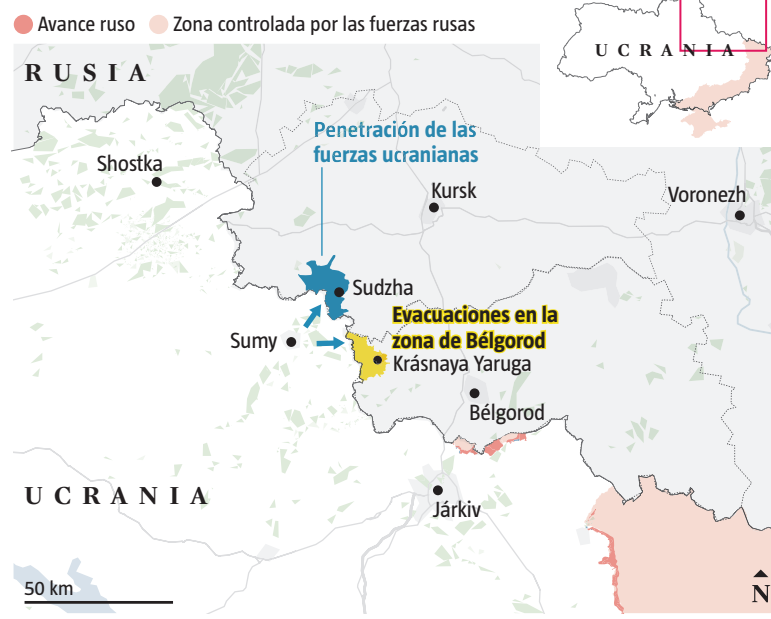 Avance ruso
Zona controlada por las fuerzas rusas
UCRANIA
RUSIA
Penetración de las
fuerzas ucranianas
Shostka
Kursk
Voronezh
Sudzha
Evacuaciones en la
zona de Bélgorod
Sumy
Krásnaya Yaruga
Bélgorod
UCRANIA
Járkiv
50 km
N